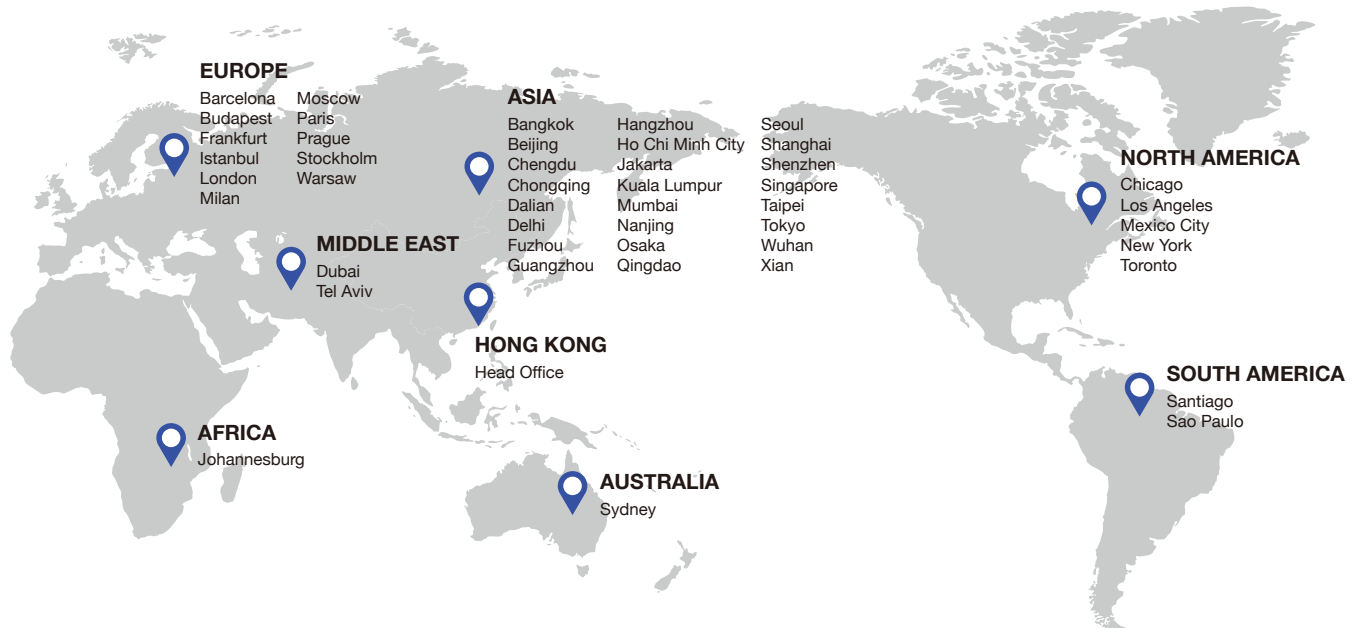 EUROPE
Barcelona Moscow
Budapest Paris
Frankfurt Prague
Istanbul Stockholm
London Warsaw
Milan
ASIA
Bangkok Hangzhou Seoul
Beijing Ho Chi Minh City Shanghai
Chengdu Jakarta Shenzhen
Chongqing Kuala Lumpur Singapore
Dalian Mumbai Taipei
Delhi Nanjing Tokyo
Fuzhou Osaka Wuhan
Guangzhou Qingdao Xian
NORTH AMERICA
Chicago
Los Angeles
Mexico City
New York
Toronto
MIDDLE EAST
Dubai
Tel Aviv
HONG KONG
Head Office
SOUTH AMERICA
Santiago
Sao Paulo
AFRICA
Johannesburg
AUSTRALIA
Sydney